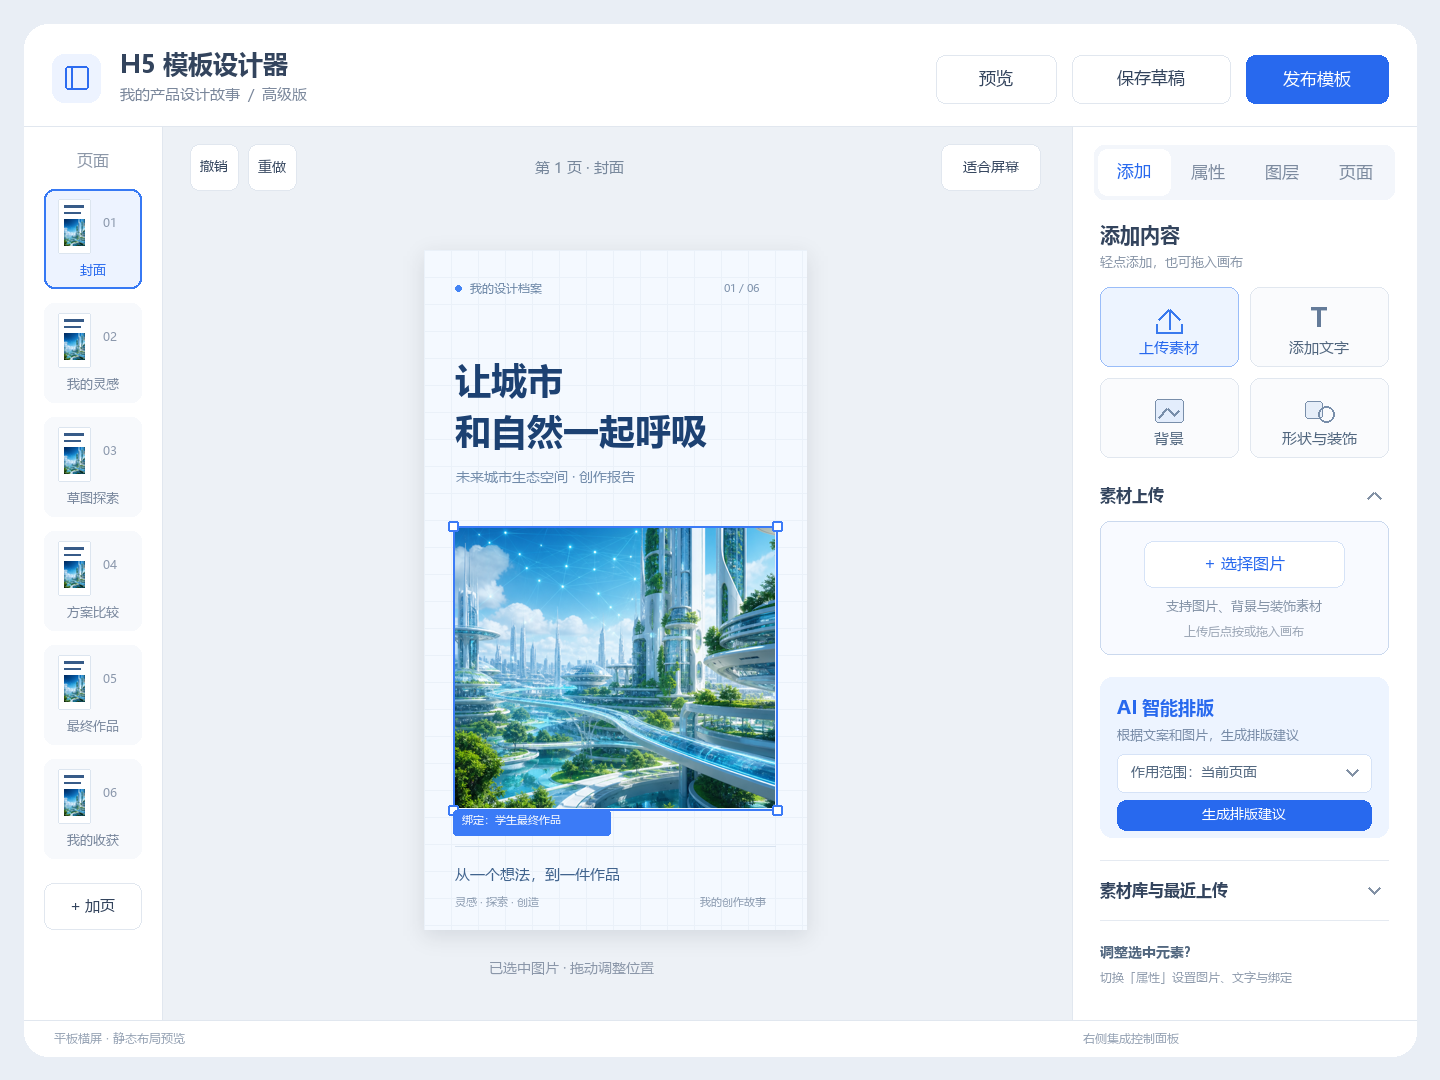 H5 模板设计器
我的产品设计故事 / 高级版
预览
保存草稿
发布模板
页面
01
封面
02
我的灵感
03
草图探索
04
方案比较
05
最终作品
06
我的收获
+ 加页
撤销
重做
第 1 页 · 封面
适合屏幕
我的设计档案
01 / 06
让城市
和自然一起呼吸
未来城市生态空间 · 创作报告
绑定：学生最终作品
从一个想法，到一件作品
灵感 · 探索 · 创造
我的创作故事
已选中图片 · 拖动调整位置
添加
属性
图层
页面
添加内容
轻点添加，也可拖入画布
上传素材
T
添加文字
背景
形状与装饰
素材上传
+ 选择图片
支持图片、背景与装饰素材
上传后点按或拖入画布
AI 智能排版
根据文案和图片，生成排版建议
作用范围：当前页面
生成排版建议
素材库与最近上传
调整选中元素?
切换「属性」设置图片、文字与绑定
平板横屏 · 静态布局预览
右侧集成控制面板